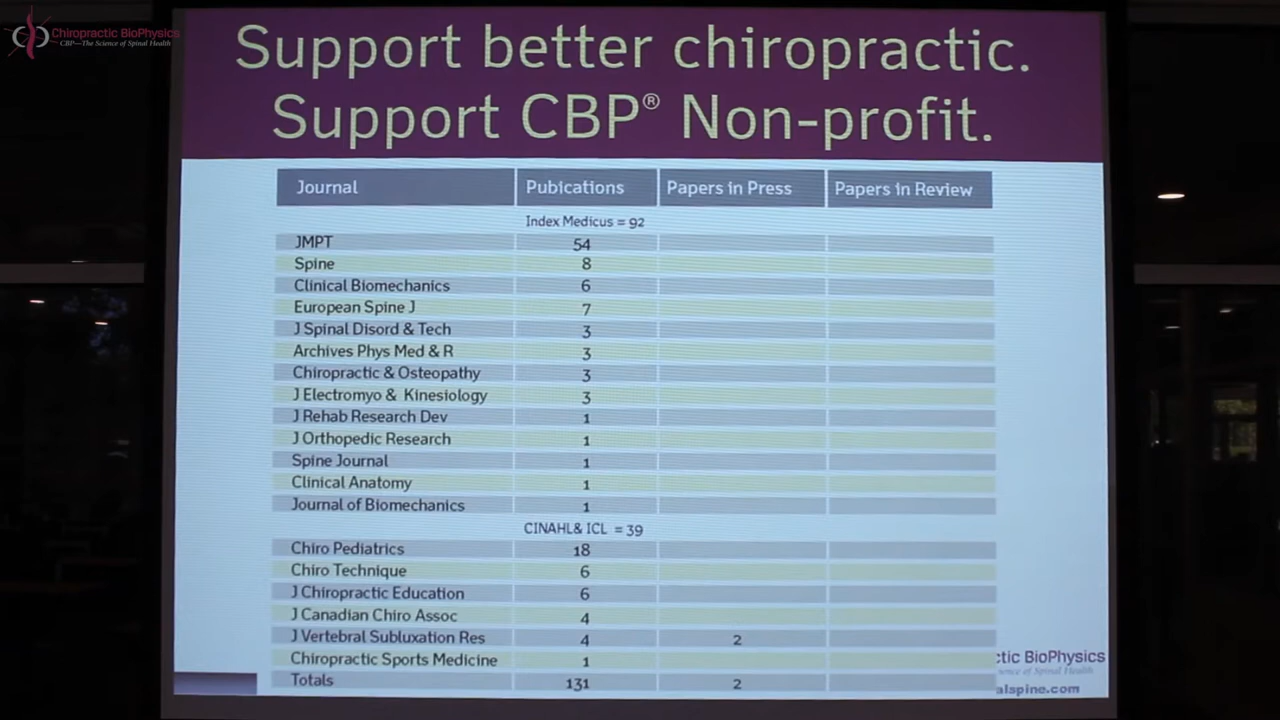 Chiropractic BioPhysics
CBP—The Science of Spinal Health
Support better chiropractic.
Support CBP® Non-profit.
Journal Pubications Papers in Press Papers in Review
Index Medicus = 92
JMPT 54
Spine 8
Clinical Biomechanics 6
European Spine J 7
J Spinal Disord & Tech 3
Archives Phys Med & R 3
Chiropractic & Osteopathy 3
J Electromyo & Kinesiology 3
J Rehab Research Dev 1
J Orthopedic Research 1
Spine Journal 1
Clinical Anatomy 1
Journal of Biomechanics 1
CINAHL& ICL = 39
Chiro Pediatrics 18
Chiro Technique 6
J Chiropractic Education 6
J Canadian Chiro Assoc 4
J Vertebral Subluxation Res 4 2
Chiropractic Sports Medicine 1
Totals 131 2
ctic BioPhysics
ience of Spinal Health
alspine.com